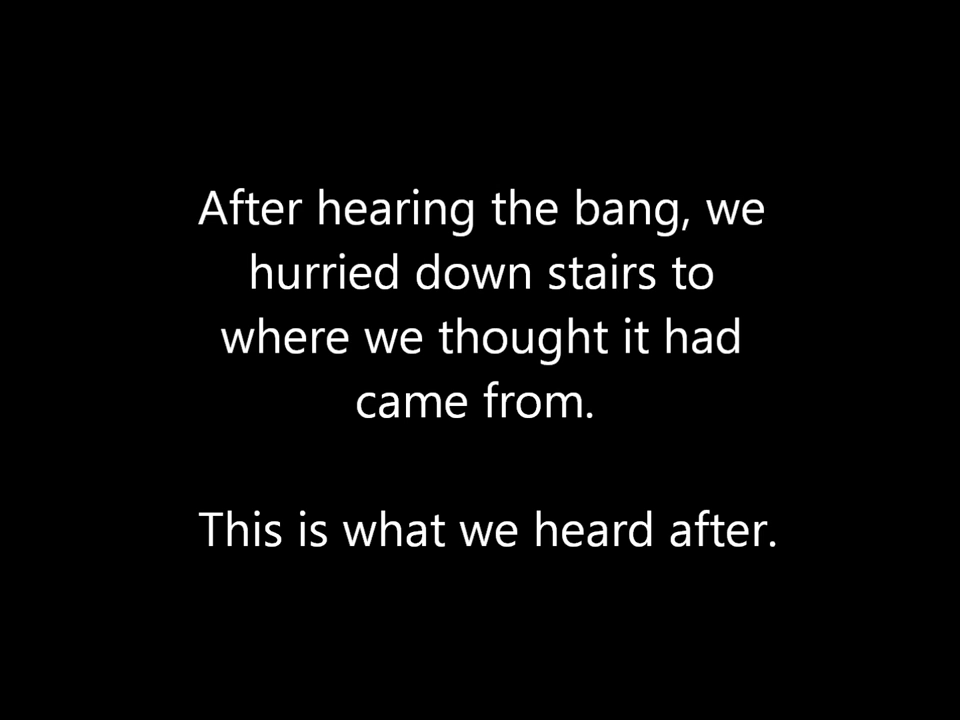 After hearing the bang, we
hurried down stairs to
where we thought it had
came from.
This is what we heard after.